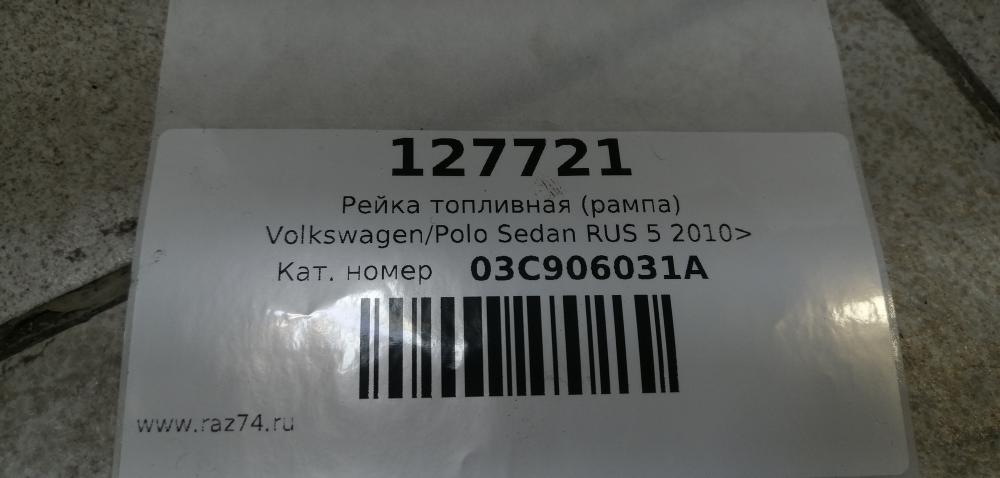 127721
Рейка топливная (рампа)
Volkswagen/Polo Sedan RUS 5 2010>
Кат. номер 03C906031A
www.raz74.ru